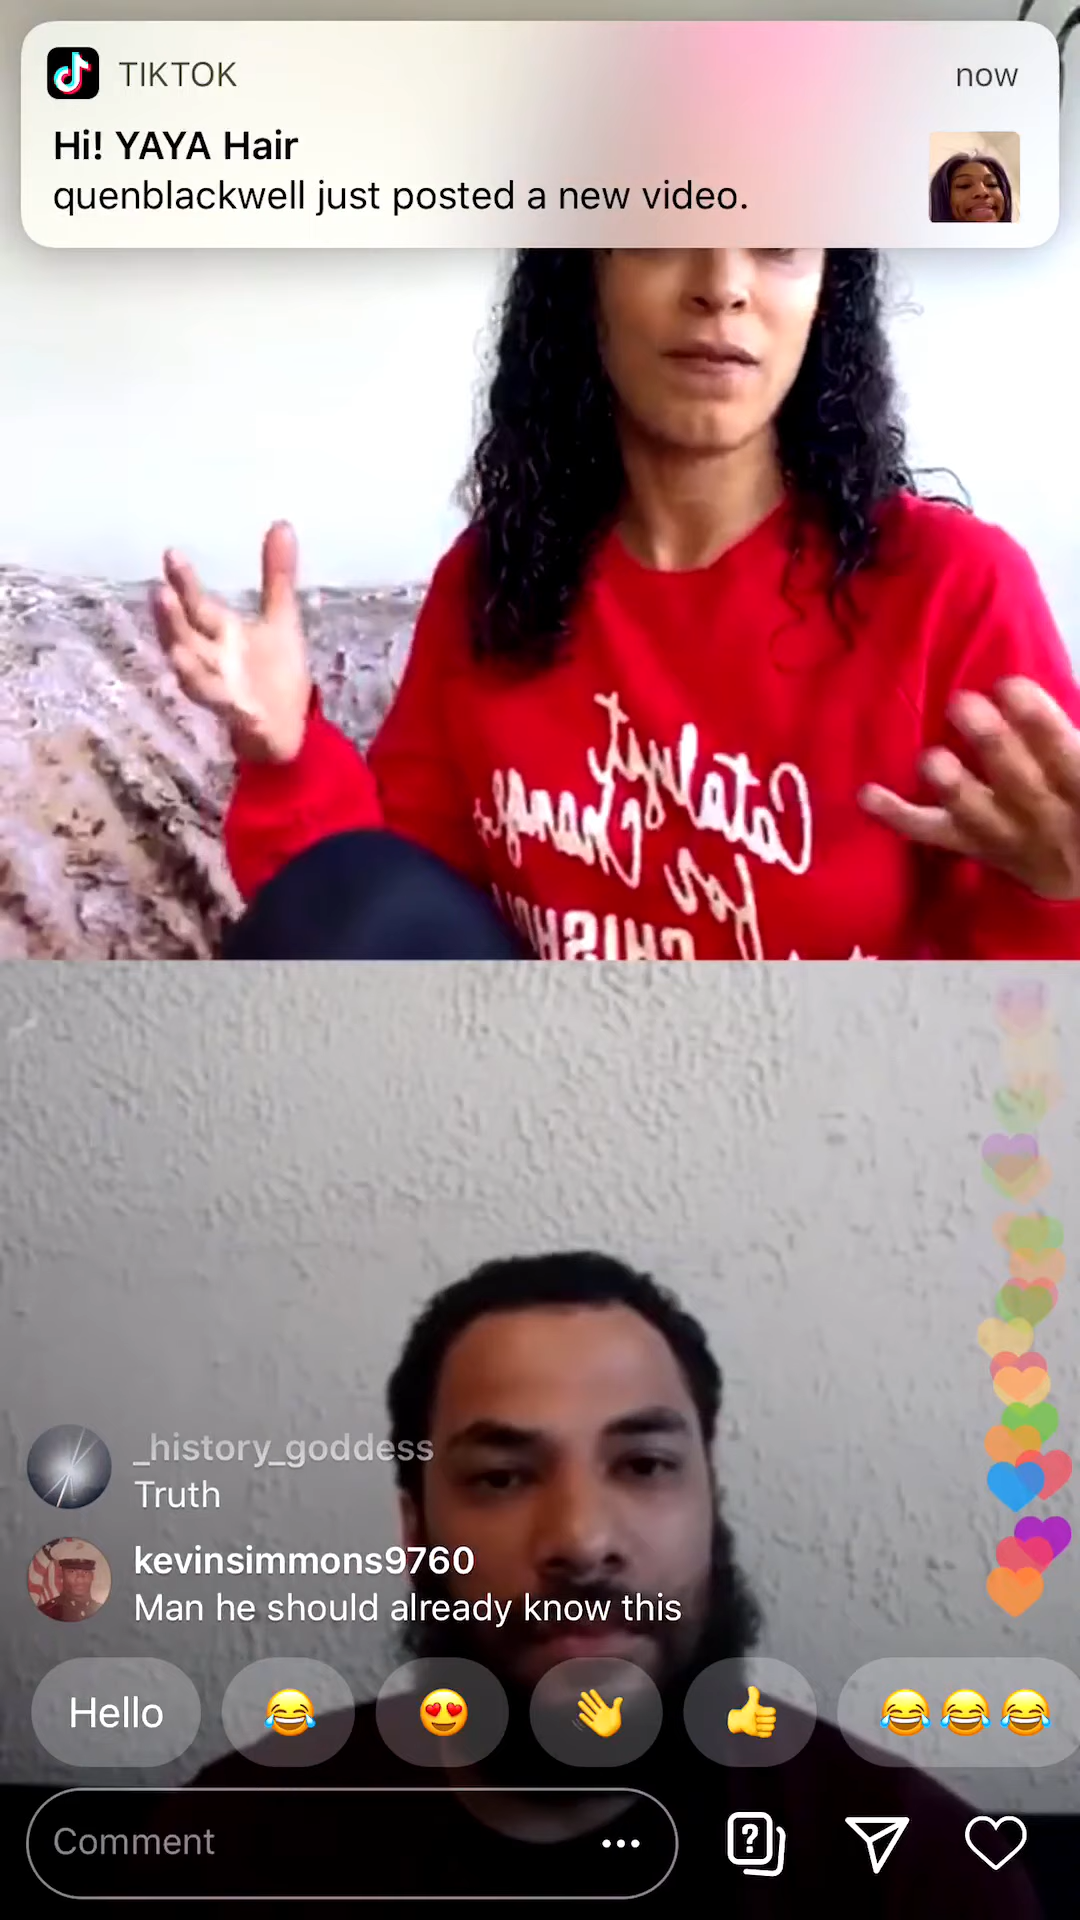 TIKTOK
now
Hi! YAYA Hair
quenblackwell just posted a new video.
Catalyst
for Change
_history_goddess
Truth
kevinsimmons9760
Man he should already know this
Hello 😂 😍 👋 👍 😂😂😂
Comment